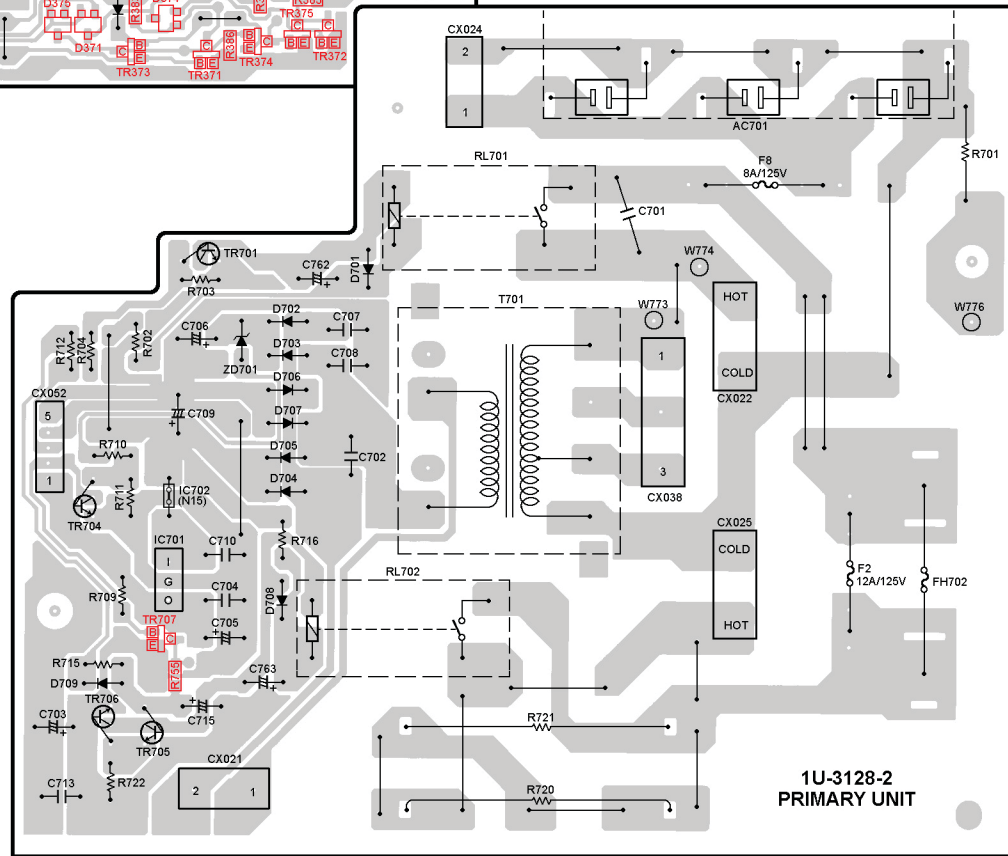 D375
D371
TR373
TR371
R386
TR374
TR375
TR372
C
B E
CX024
2
1
AC701
F8
8A/125V
R701
RL701
C701
W774
W773
W776
TR701
R703
C762
D701
T701
D702
C707
C706
ZD701
D703
C708
D706
R712
R704
R702
CX052
5
1
C709
D707
R710
D705
C702
D704
R711
IC702
(N15)
TR704
HOT
COLD
CX022
1
3
CX038
IC701
I
G
O
C710
R716
CX025
COLD
HOT
F2
12A/125V
FH702
R709
C704
D708
RL702
TR707
B
E
C
C705
R755
R715
D709
C763
TR706
C703
C715
TR705
R721
CX021
2 1
C713
R722
R720
1U-3128-2
PRIMARY UNIT